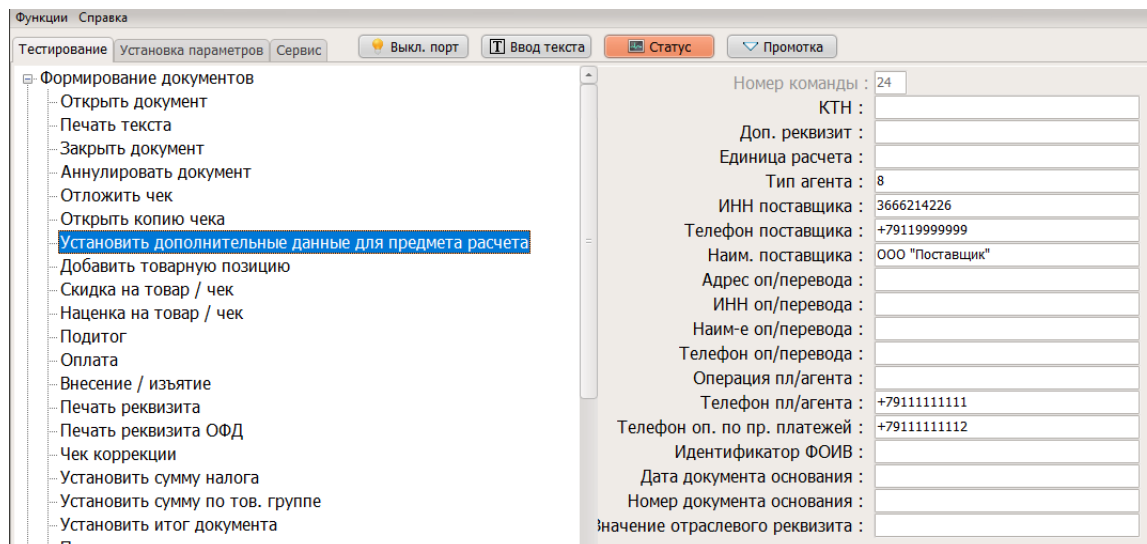 Функции Справка
Тестирование Установка параметров Сервис Выкл. порт Ввод текста Статус Промотка
Формирование документов
Открыть документ
Печать текста
Закрыть документ
Аннулировать документ
Отложить чек
Открыть копию чека
Установить дополнительные данные для предмета расчета
Добавить товарную позицию
Скидка на товар / чек
Наценка на товар / чек
Подитог
Оплата
Внесение / изъятие
Печать реквизита
Печать реквизита ОФД
Чек коррекции
Установить сумму налога
Установить сумму по тов. группе
Установить итог документа
Номер команды : 24
КТН :
Доп. реквизит :
Единица расчета :
Тип агента : 8
ИНН поставщика : 3666214226
Телефон поставщика : +79119999999
Наим. поставщика : ООО "Поставщик"
Адрес оп/перевода :
ИНН оп/перевода :
Наим-е оп/перевода :
Телефон оп/перевода :
Операция пл/агента :
Телефон пл/агента : +79111111111
Телефон оп. по пр. платежей : +79111111112
Идентификатор ФОИВ :
Дата документа основания :
Номер документа основания :
Значение отраслевого реквизита :